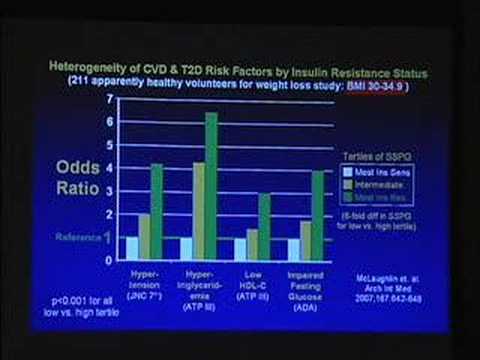 Heterogeneity of CVD & T2D Risk Factors by Insulin Resistance Status
(211 apparently healthy volunteers for weight loss study: BMI 30-34.9 )
7
6
5
4
3
2
Reference 1
0
Odds
Ratio
Tertiles of SSPG
Most Ins Sens
Intermediate
Most Ins Res
(6-fold diff in SSPG
for low vs. high tertile)
Hyper-
tension
(JNC 7)
Hyper-
triglycerid-
emia
(ATP III)
Low
HDL-C
(ATP III)
Impaired
Fasting
Glucose
(ADA)
p<0.001 for all
low vs. high tertile
McLaughlin et. al.
Arch Int Med
2007;167:642-648